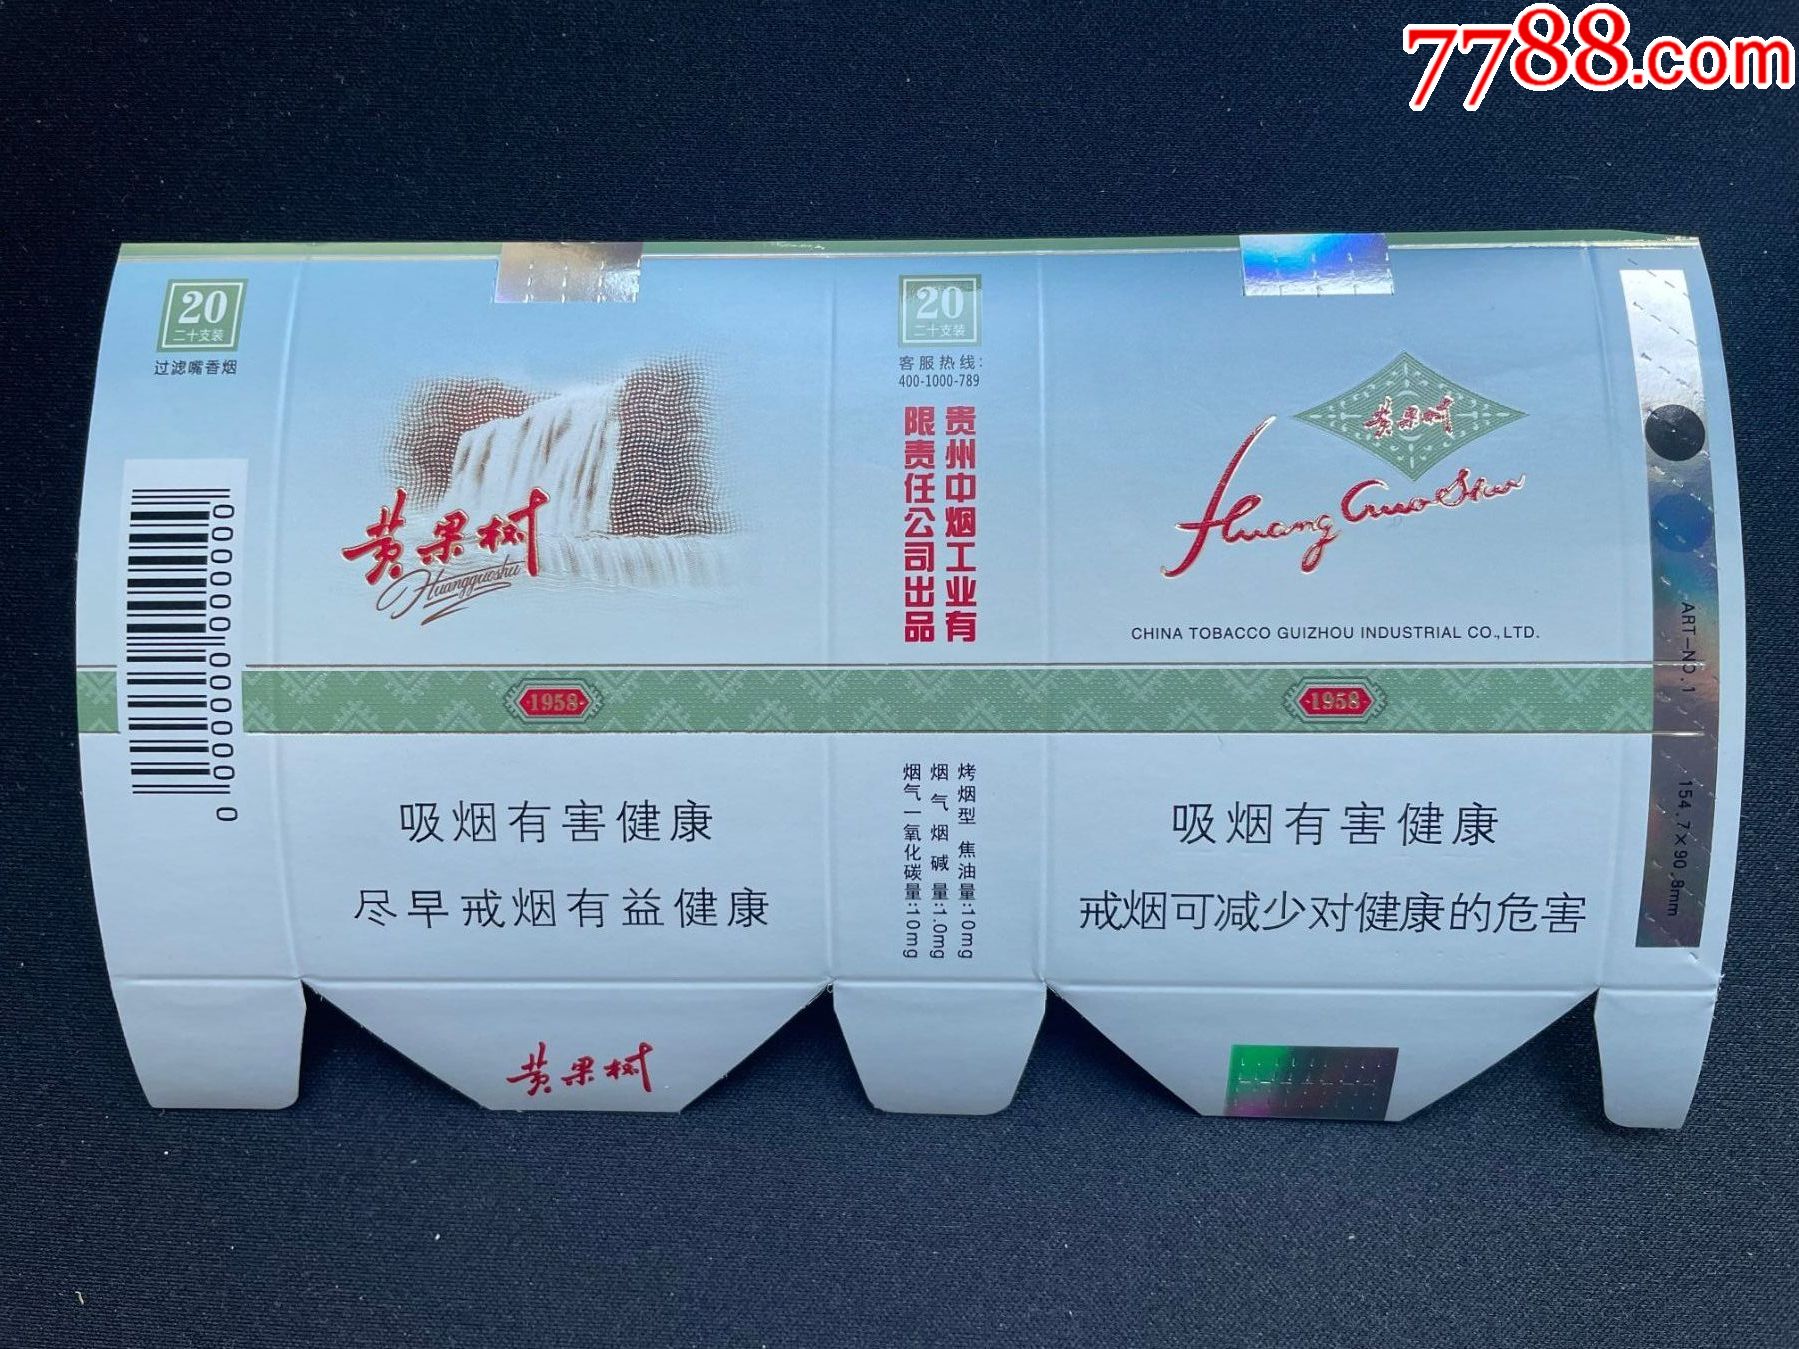 7788.com
20
二十支装
过滤嘴香烟
0000000000000
黄果树
Huangguoshu
1958
吸烟有害健康
尽早戒烟有益健康
黄果树
20
二十支装
客服热线:
400-1000-789
贵州中烟工业有
限责任公司出品
烤烟型 焦油量:10mg
烟气烟碱量:1.0mg
烟气一氧化碳量:10mg
黄果树
Huang GuoShu
CHINA TOBACCO GUIZHOU INDUSTRIAL CO.,LTD.
1958
吸烟有害健康
戒烟可减少对健康的危害
ART-NO.1
154.7×90.8mm